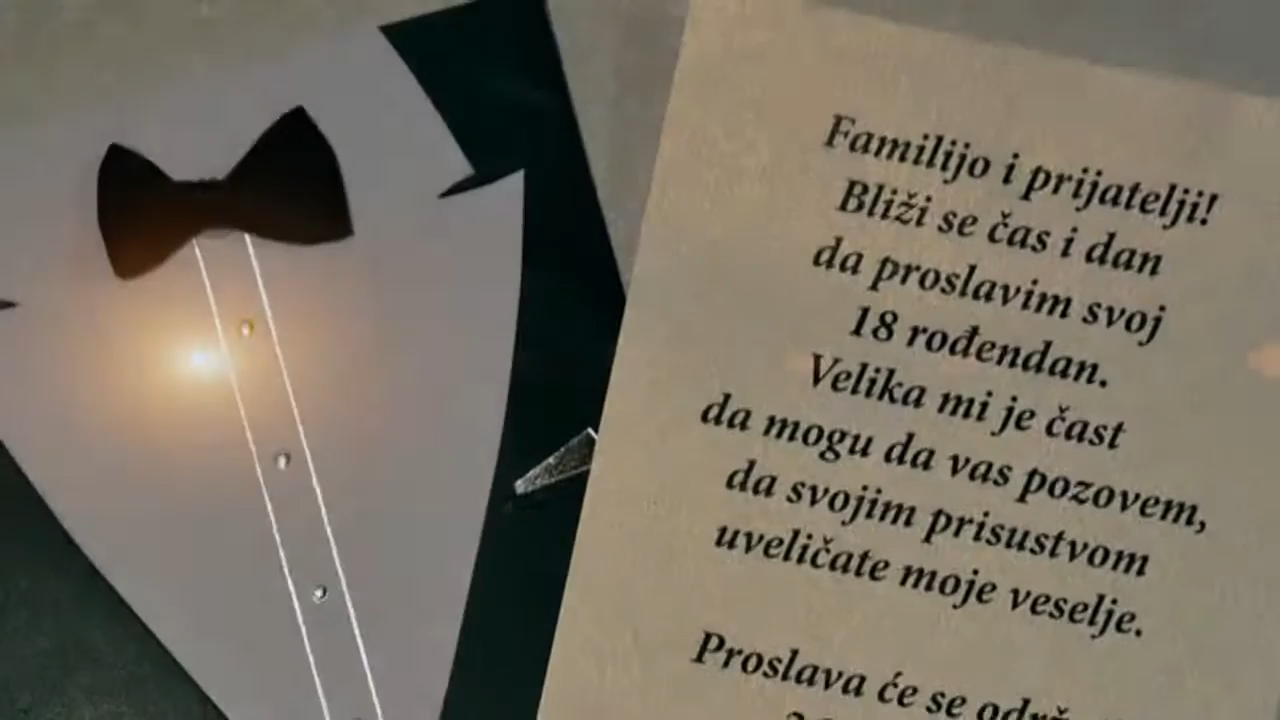 Familijo i prijatelji!
Bliži se čas i dan
da proslavim svoj
18 rođendan.
Velika mi je čast
da mogu da vas pozovem,
da svojim prisustvom
uveličate moje veselje.
Proslava će se